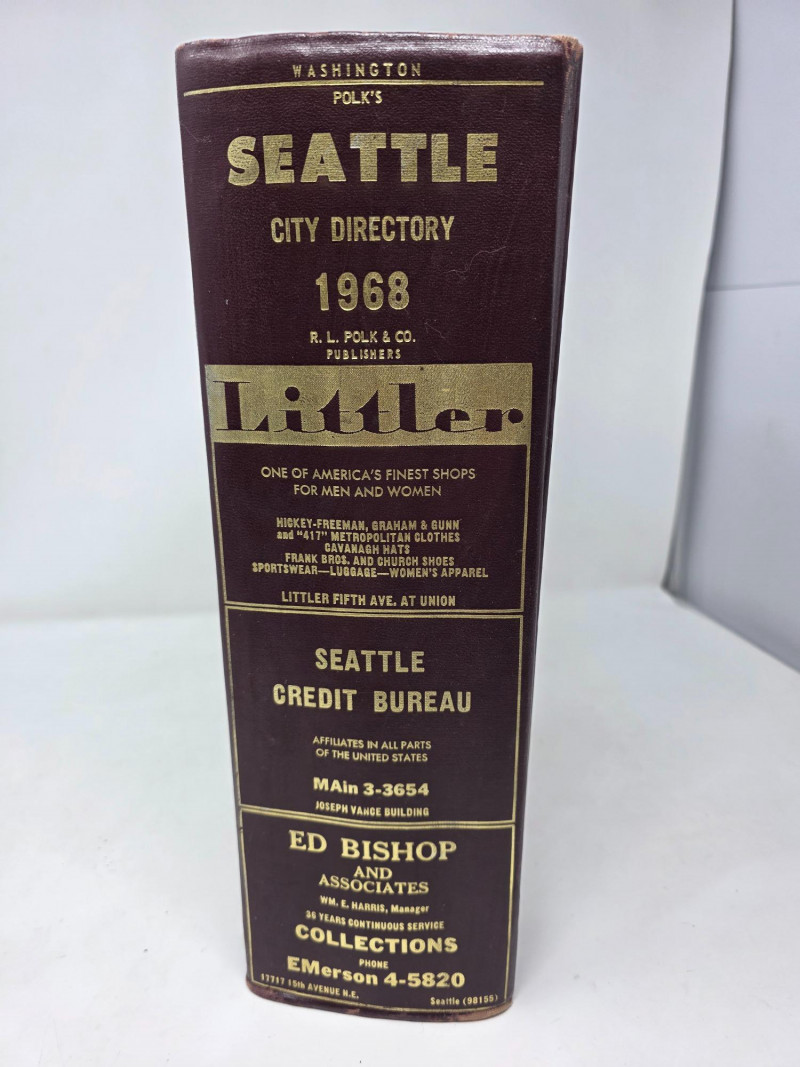 WASHINGTON
POLK'S
SEATTLE
CITY DIRECTORY
1968
R. L. POLK & CO.
PUBLISHERS
Littler
ONE OF AMERICA'S FINEST SHOPS
FOR MEN AND WOMEN
HICKEY-FREEMAN, GRAHAM & GUNN
and "417" METROPOLITAN CLOTHES
CAVANAGH HATS
FRANK BROS. AND CHURCH SHOES
SPORTSWEAR—LUGGAGE—WOMEN'S APPAREL
LITTLER FIFTH AVE. AT UNION
SEATTLE
CREDIT BUREAU
AFFILIATES IN ALL PARTS
OF THE UNITED STATES
MAin 3-3654
JOSEPH VANCE BUILDING
ED BISHOP
AND
ASSOCIATES
WM. E. HARRIS, Manager
36 YEARS CONTINUOUS SERVICE
COLLECTIONS
PHONE
EMerson 4-5820
17717 15th AVENUE N.E.
Seattle (98155)